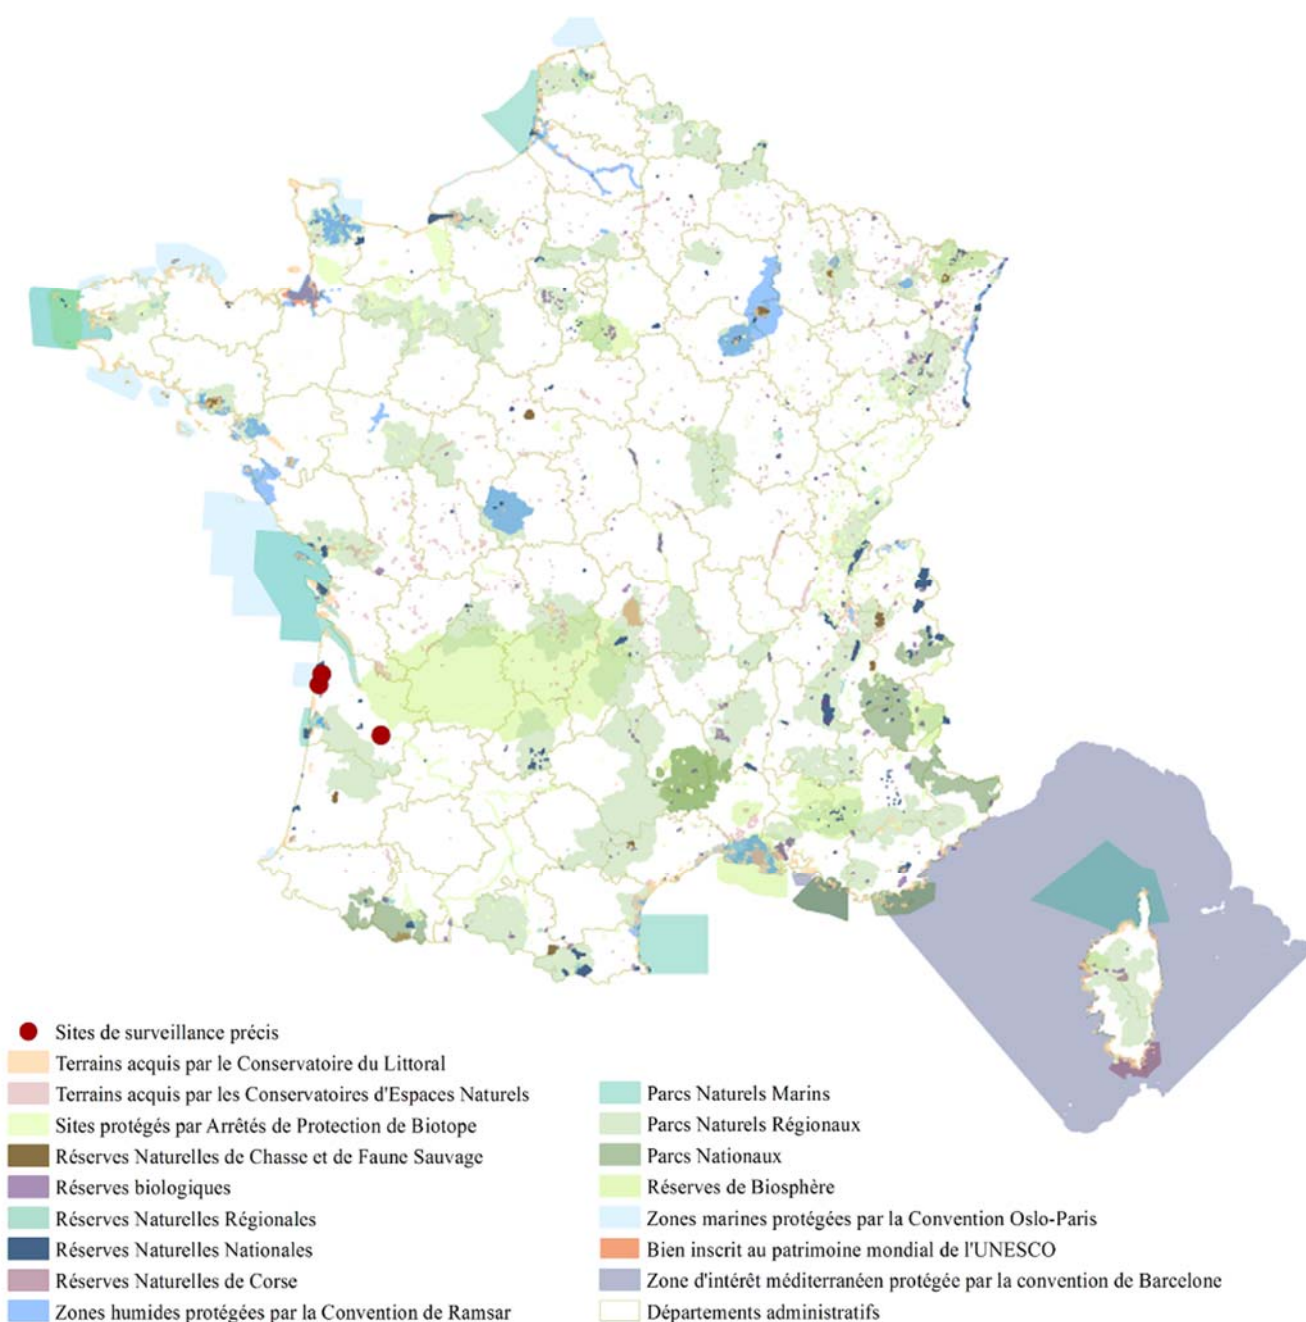 Sites de surveillance précis
Terrains acquis par le Conservatoire du Littoral
Terrains acquis par les Conservatoires d'Espaces Naturels
Sites protégés par Arrêtés de Protection de Biotope
Réserves Naturelles de Chasse et de Faune Sauvage
Réserves biologiques
Réserves Naturelles Régionales
Réserves Naturelles Nationales
Réserves Naturelles de Corse
Zones humides protégées par la Convention de Ramsar
Parcs Naturels Marins
Parcs Naturels Régionaux
Parcs Nationaux
Réserves de Biosphère
Zones marines protégées par la Convention Oslo-Paris
Bien inscrit au patrimoine mondial de l'UNESCO
Zone d'intérêt méditerranéen protégée par la convention de Barcelone
Départements administratifs